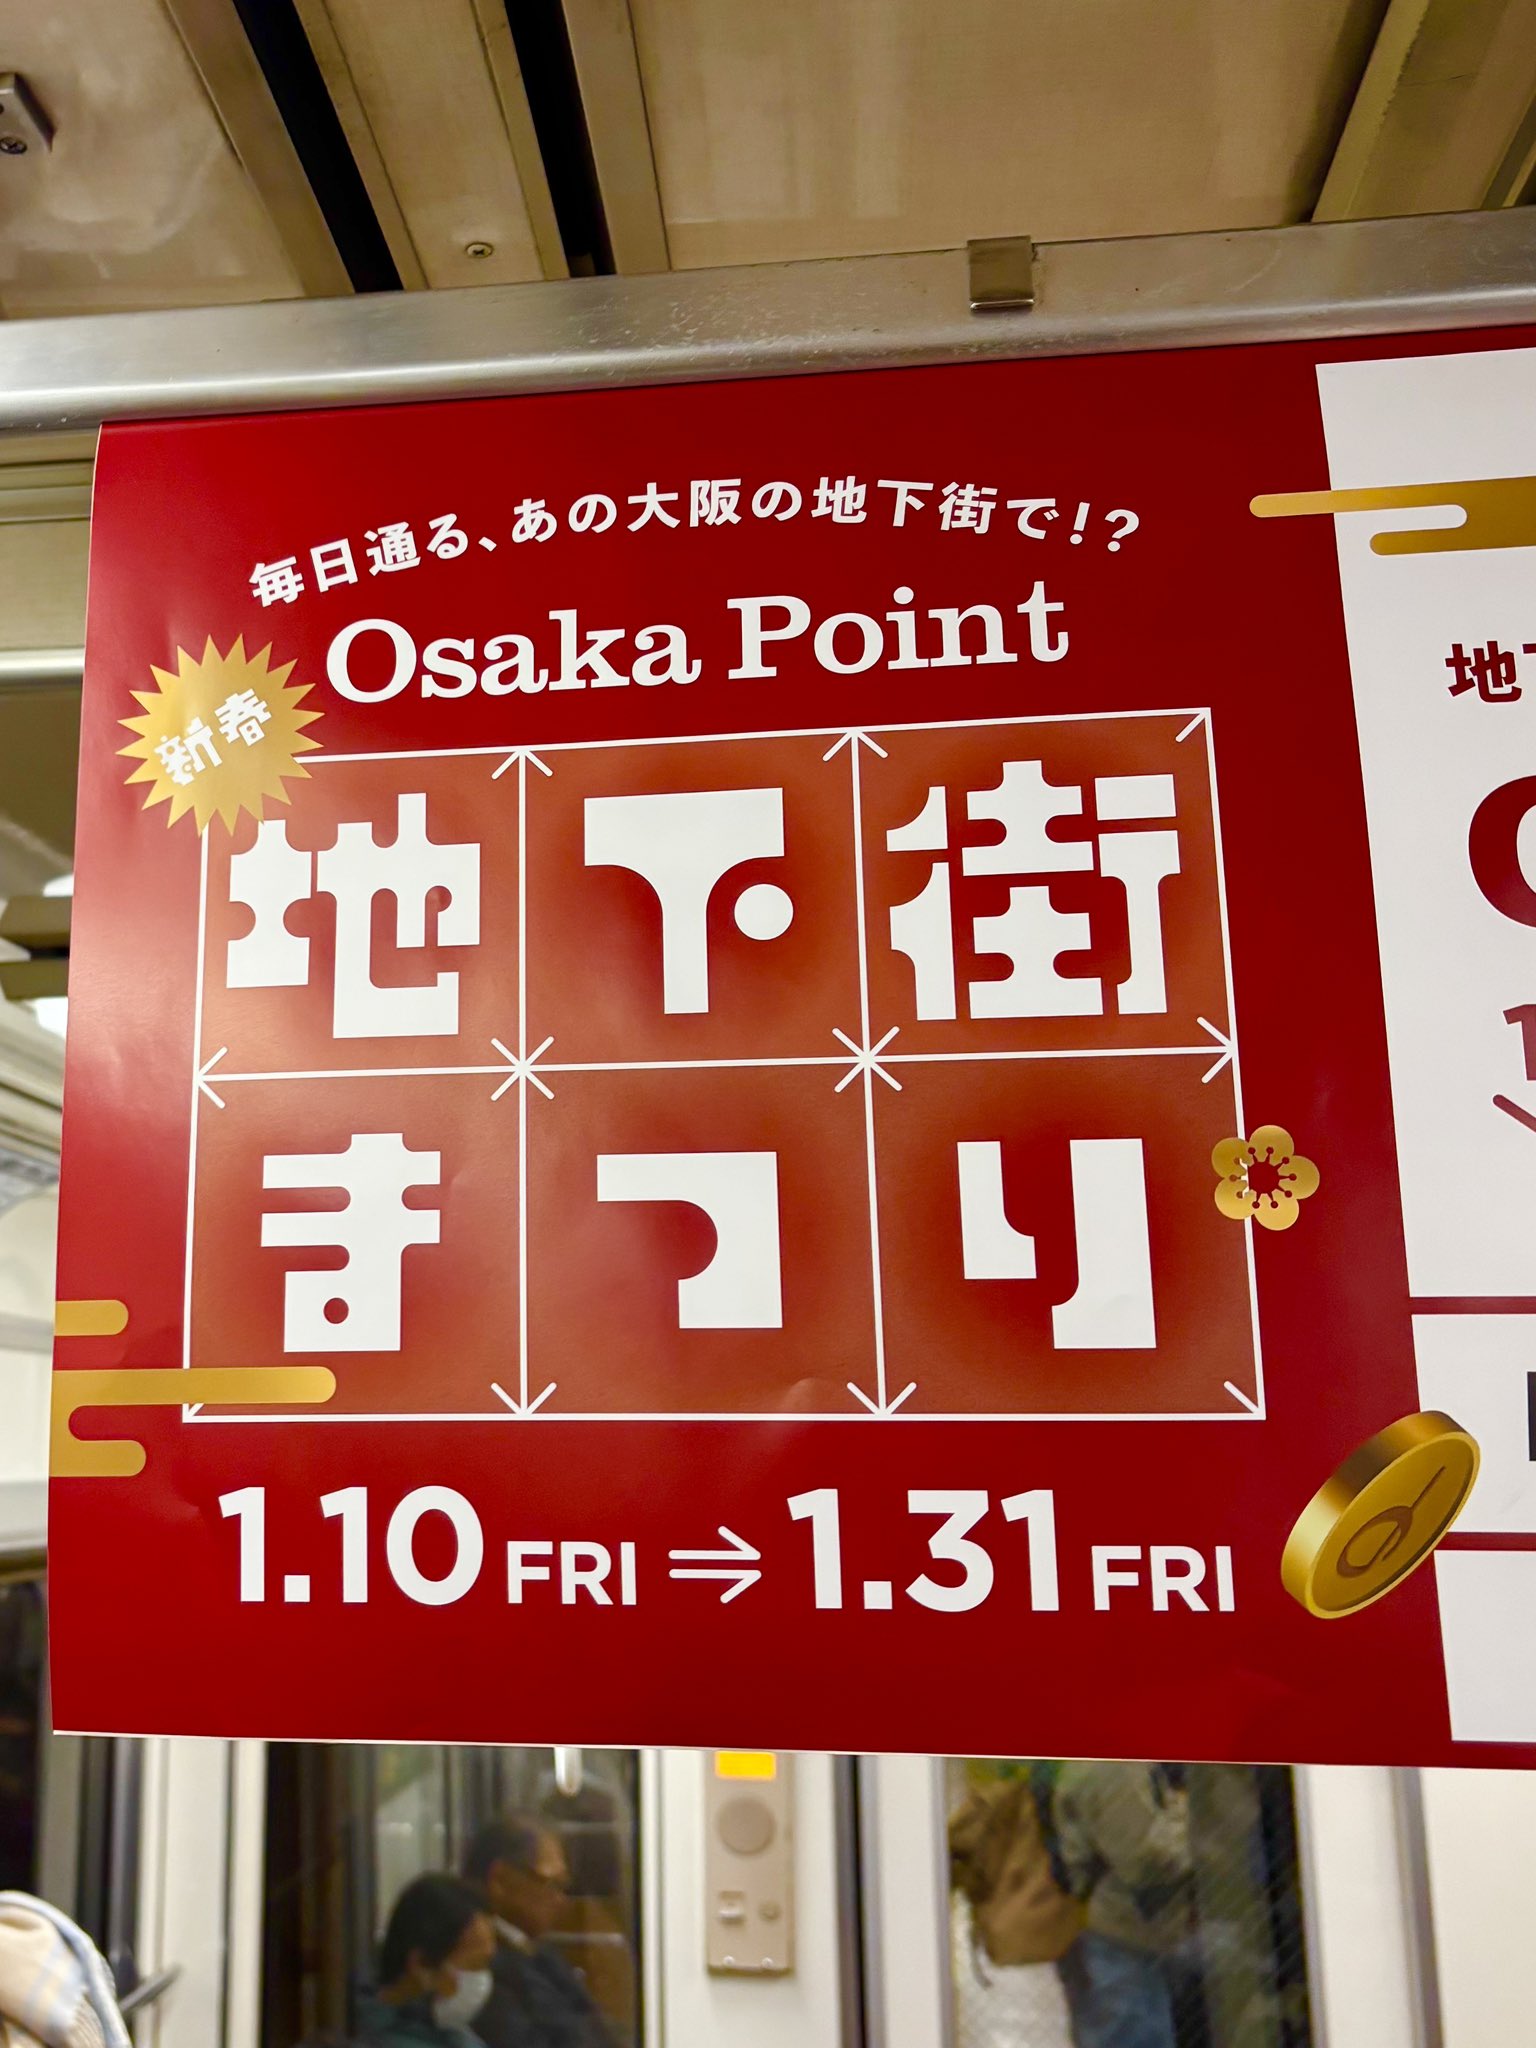 毎日通る、あの大阪の地下街で！？
Osaka Point
新春
地下街
まつり
1.10 FRI ⇒ 1.31 FRI
地